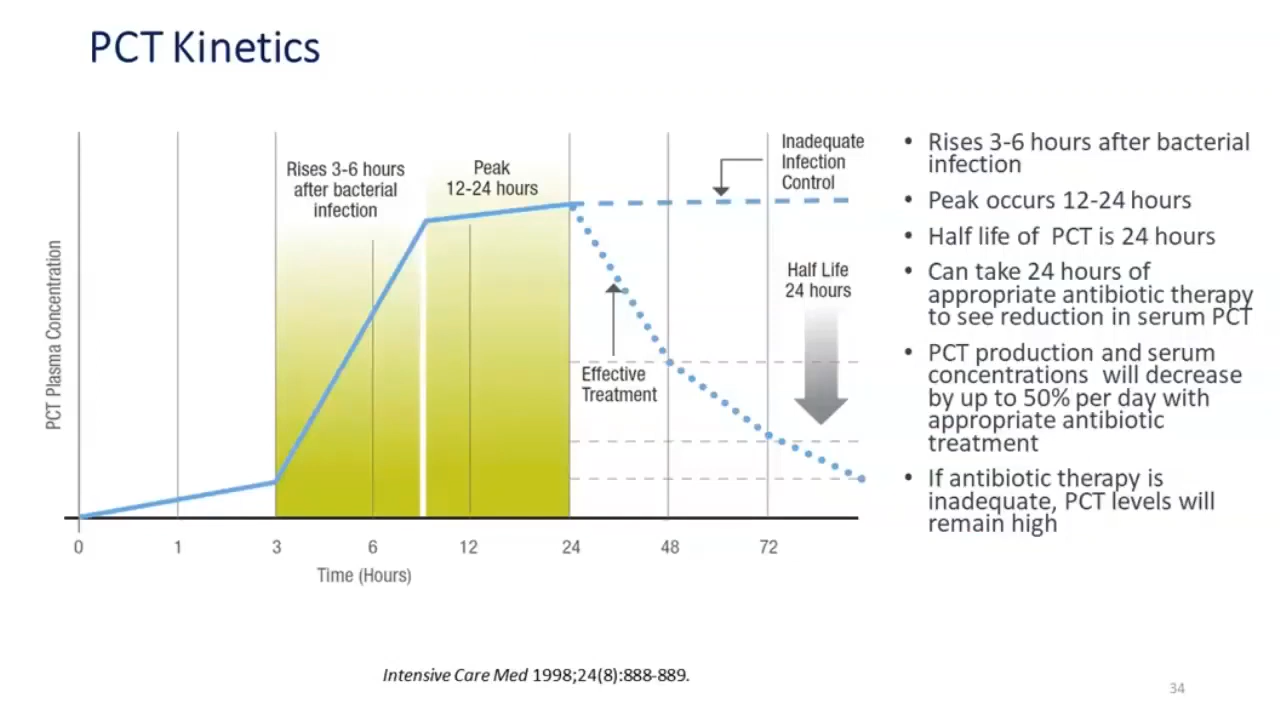 PCT Kinetics
Rises 3-6 hours
after bacterial
infection
Peak
12-24 hours
Inadequate
Infection
Control
Half Life
24 hours
Effective
Treatment
PCT Plasma Concentration
0 1 3 6 12 24 48 72
Time (Hours)
• Rises 3-6 hours after bacterial
infection
• Peak occurs 12-24 hours
• Half life of PCT is 24 hours
• Can take 24 hours of
appropriate antibiotic therapy
to see reduction in serum PCT
• PCT production and serum
concentrations will decrease
by up to 50% per day with
appropriate antibiotic
treatment
• If antibiotic therapy is
inadequate, PCT levels will
remain high
Intensive Care Med 1998;24(8):888-889.
34